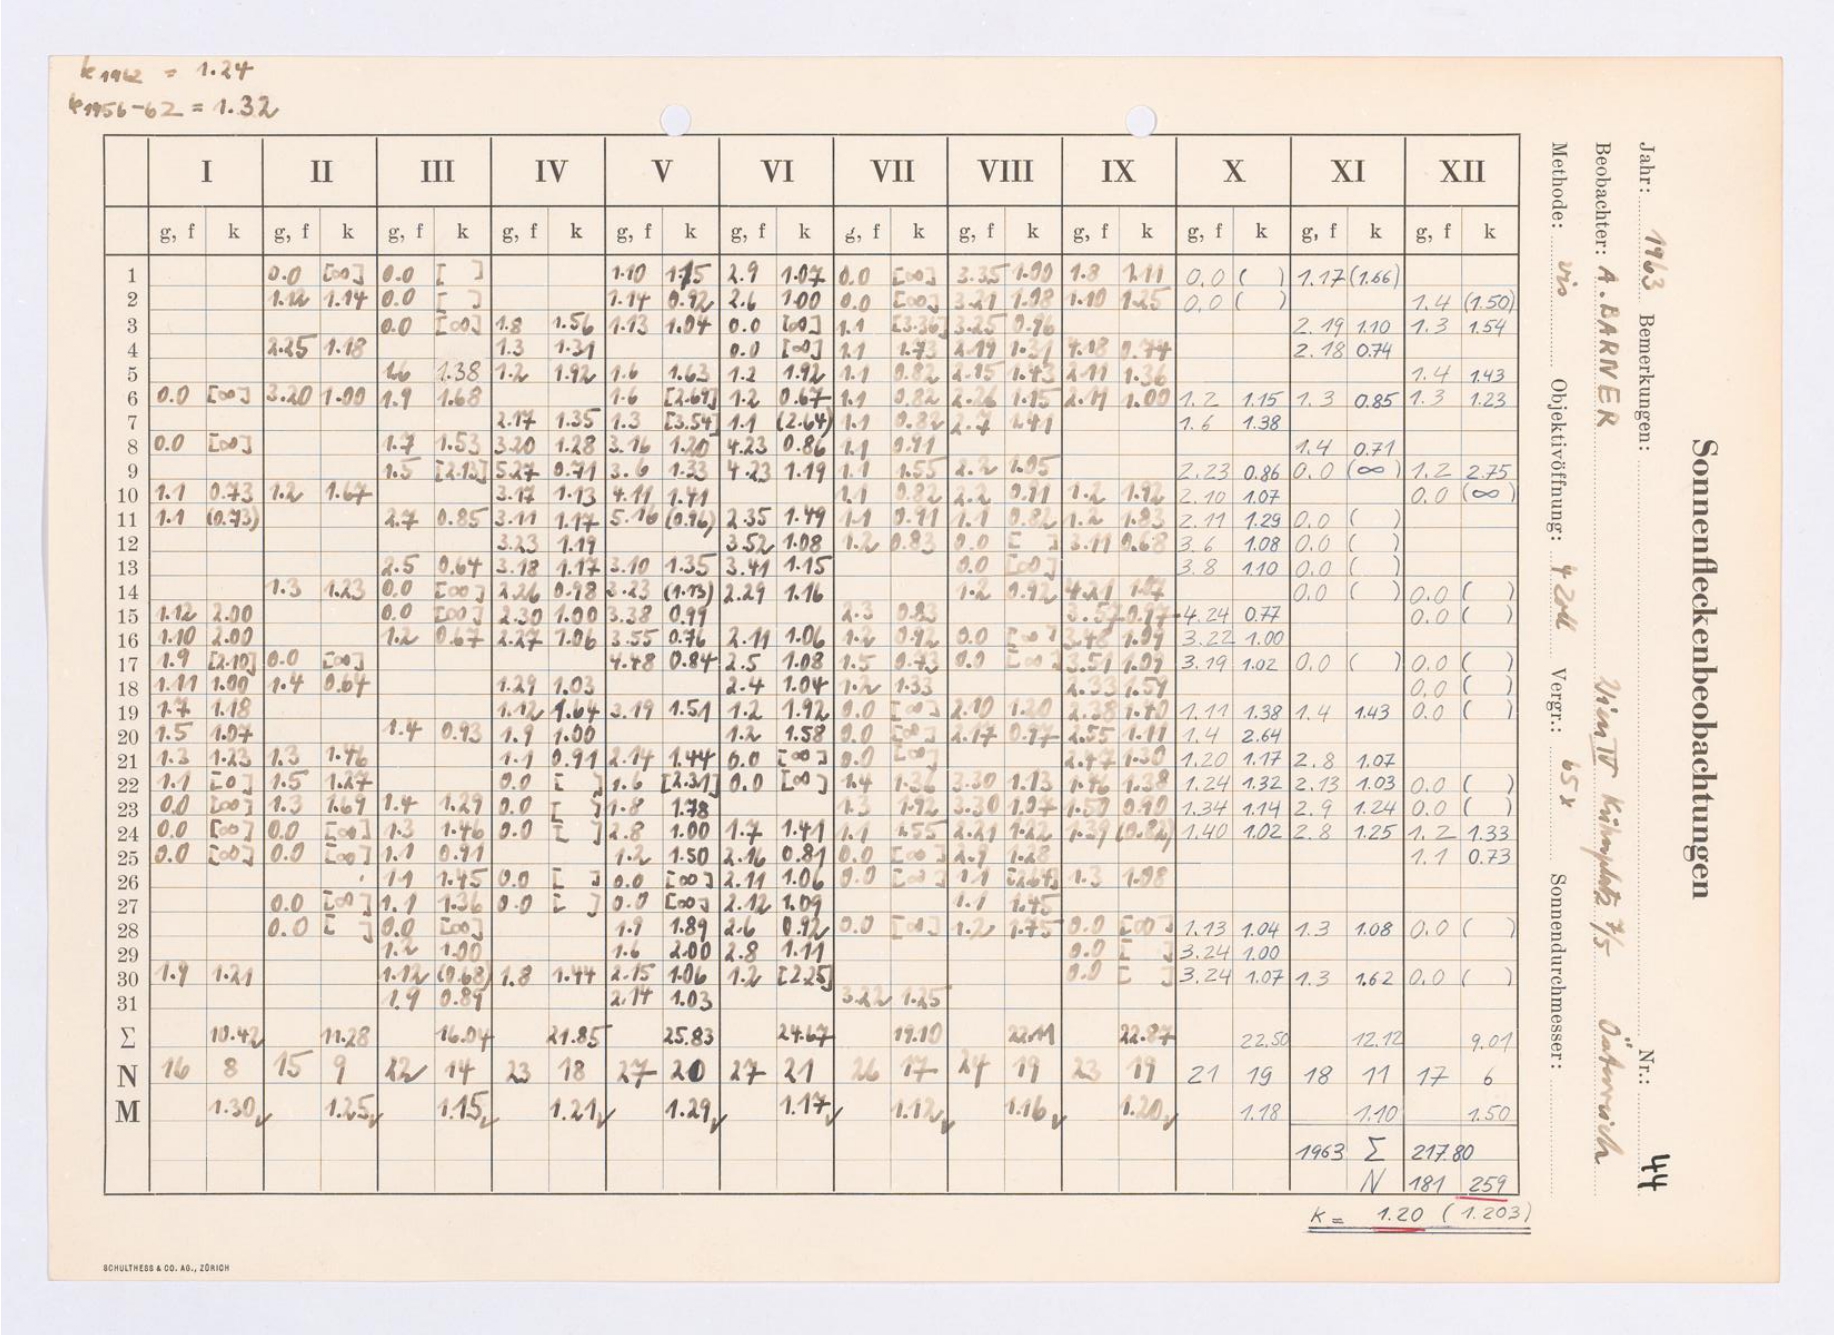 k1962 = 1.24
k1956-62 = 1.32
Sonnenfleckenbeobachtungen
Jahr: 1963 Bemerkungen: Nr.: 44
Beobachter: A. BARNER Wien IV 7/5 Österreich
Methode: vis Objektivöffnung: 4 Zoll Vergr.: 65x Sonnendurchmesser:
I II III IV V VI VII VIII IX X XI XII
g, f k g, f k g, f k g, f k g, f k g, f k g, f k g, f k g, f k g, f k g, f k g, f k
1 0.0 [∞] 0.0 [ ] 1.10 1.15 2.9 1.07 0.0 [∞] 3.35 1.00 1.8 1.11 0.0 ( ) 1.17 (1.66)
2 1.12 1.14 0.0 [ ] 1.14 0.92 2.6 1.00 0.0 [∞] 3.21 1.18 1.10 1.25 0.0 ( ) 1.4 (1.50)
3 0.0 [∞] 1.8 1.56 1.13 1.04 0.0 [∞] 1.1 [3.36] 3.25 0.96 2.19 1.10 1.3 1.54
4 2.25 1.18 1.3 1.31 0.0 [∞] 1.1 1.73 2.19 1.31 4.18 0.74 2.18 0.74
5 1.6 1.38 1.2 1.92 1.6 1.63 1.2 1.92 1.1 0.82 2.15 1.43 2.11 1.36 1.4 1.43
6 0.0 [∞] 3.20 1.00 1.9 1.68 1.6 [2.69] 1.2 0.67 1.1 0.82 2.26 1.15 2.11 1.00 1.2 1.15 1.3 0.85 1.3 1.23
7 2.17 1.35 1.3 [3.54] 1.1 (2.64) 1.1 0.82 2.7 1.41 1.6 1.38
8 0.0 [∞] 1.7 1.53 3.20 1.28 3.16 1.20 4.23 0.86 1.1 0.91 1.4 0.71
9 1.5 [2.13] 5.27 0.71 3.6 1.33 4.23 1.19 1.1 1.55 2.2 1.05 2.23 0.86 0.0 (∞) 1.2 2.75
10 1.1 0.73 1.2 1.67 3.17 1.13 4.11 1.41 1.1 0.82 2.2 0.91 1.2 1.92 2.10 1.07 0.0 (∞)
11 1.1 (0.73) 2.7 0.85 3.11 1.17 5.16 (0.96) 2.35 1.49 1.1 0.91 1.1 0.82 1.2 1.83 2.11 1.29 0.0 ( )
12 3.23 1.19 3.52 1.08 1.2 0.83 0.0 [ ] 3.11 0.68 3.6 1.08 0.0 ( )
13 2.5 0.64 3.18 1.17 3.10 1.35 3.41 1.15 0.0 [∞] 3.8 1.10 0.0 ( )
14 1.3 1.23 0.0 [∞] 2.26 0.98 3.23 (1.13) 2.29 1.16 1.2 0.92 4.21 0.0 ( ) 0.0 ( )
15 1.12 2.00 0.0 [∞] 2.30 1.00 3.38 0.99 2.3 0.83 3.57 0.97 4.24 0.77 0.0 ( )
16 1.10 2.00 1.2 0.67 2.27 1.06 3.55 0.76 2.11 1.06 1.2 0.92 0.0 [∞] 3.48 1.09 3.22 1.00
17 1.9 [2.10] 0.0 [∞] 4.48 0.84 2.5 1.08 1.5 0.73 0.0 [∞] 3.51 1.09 3.19 1.02 0.0 ( ) 0.0 ( )
18 1.11 1.00 1.4 0.64 1.29 1.03 2.4 1.04 1.2 1.33 2.33 1.59 0.0 ( )
19 1.7 1.18 1.12 1.64 3.19 1.51 1.2 1.92 0.0 [∞] 2.10 1.20 2.38 1.40 1.11 1.38 1.4 1.43 0.0 ( )
20 1.5 1.07 1.4 0.93 1.9 1.00 1.2 1.58 0.0 [∞] 2.17 0.97 2.55 1.11 1.4 2.64
21 1.3 1.23 1.3 1.46 1.1 0.91 2.14 1.44 0.0 [∞] 0.0 [∞] 2.47 1.30 1.20 1.17 2.8 1.07
22 1.1 [0] 1.5 1.27 0.0 [ ] 1.6 [2.31] 0.0 [∞] 1.4 1.36 3.30 1.13 1.46 1.38 1.24 1.32 2.13 1.03 0.0 ( )
23 0.0 [∞] 1.3 1.69 1.4 1.29 0.0 [ ] 1.8 1.78 1.3 1.92 3.30 1.07 1.50 0.90 1.34 1.14 2.9 1.24 0.0 ( )
24 0.0 [∞] 0.0 [∞] 1.3 1.46 0.0 [ ] 2.8 1.00 1.7 1.41 1.1 1.55 2.21 1.22 1.39 (0.82) 1.40 1.02 2.8 1.25 1.2 1.33
25 0.0 [∞] 0.0 [∞] 1.1 0.91 1.2 1.50 2.16 0.81 0.0 [∞] 2.9 1.28 1.1 0.73
26 1.1 1.45 0.0 [ ] 0.0 [∞] 2.11 1.06 0.0 [∞] 1.1 [2.64] 1.3 1.08
27 0.0 [∞] 1.1 1.36 0.0 [ ] 0.0 [∞] 2.12 1.09 1.1 1.45
28 0.0 [ ] 0.0 [∞] 1.9 1.89 2.6 0.92 0.0 [∞] 1.2 1.75 0.0 [∞] 1.13 1.04 1.3 1.08 0.0 ( )
29 1.2 1.00 1.6 2.00 2.8 1.11 0.0 [ ] 3.24 1.00
30 1.9 1.21 1.12 (0.68) 1.8 1.44 2.15 1.06 1.2 [2.25] 0.0 [ ] 3.24 1.07 1.3 1.62 0.0 ( )
31 1.9 0.89 2.14 1.03 3.22 1.25
Σ 10.42 11.28 16.04 21.85 25.83 24.67 19.10 22.11 22.87 22.50 12.12 9.01
N 16 8 15 9 22 14 23 18 27 20 27 21 26 17 24 19 23 19 21 19 18 11 17 6
M 1.30 1.25 1.15 1.21 1.29 1.17 1.12 1.16 1.20 1.18 1.10 1.50
1963 Σ 217.80
N 181 259
k = 1.20 (1.203)
SCHULTHESS & CO. AG., ZÜRICH